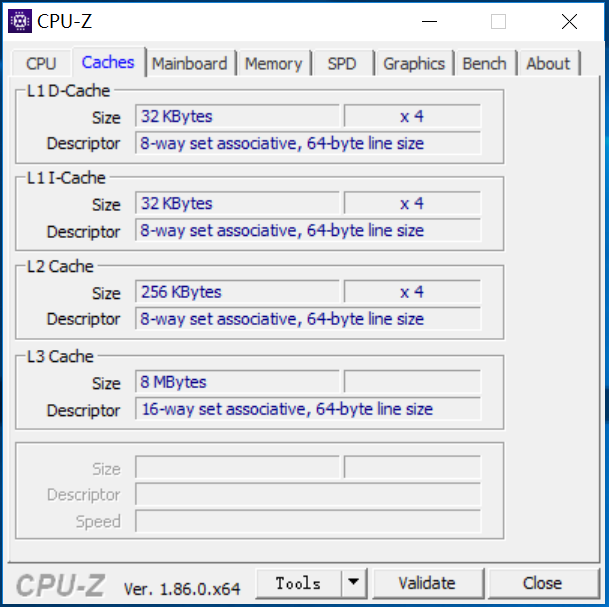 CPU-Z
CPU Caches Mainboard Memory SPD Graphics Bench About
L1 D-Cache
Size 32 KBytes x 4
Descriptor 8-way set associative, 64-byte line size
L1 I-Cache
Size 32 KBytes x 4
Descriptor 8-way set associative, 64-byte line size
L2 Cache
Size 256 KBytes x 4
Descriptor 8-way set associative, 64-byte line size
L3 Cache
Size 8 MBytes
Descriptor 16-way set associative, 64-byte line size
Size
Descriptor
Speed
CPU-Z Ver. 1.86.0.x64 Tools Validate Close